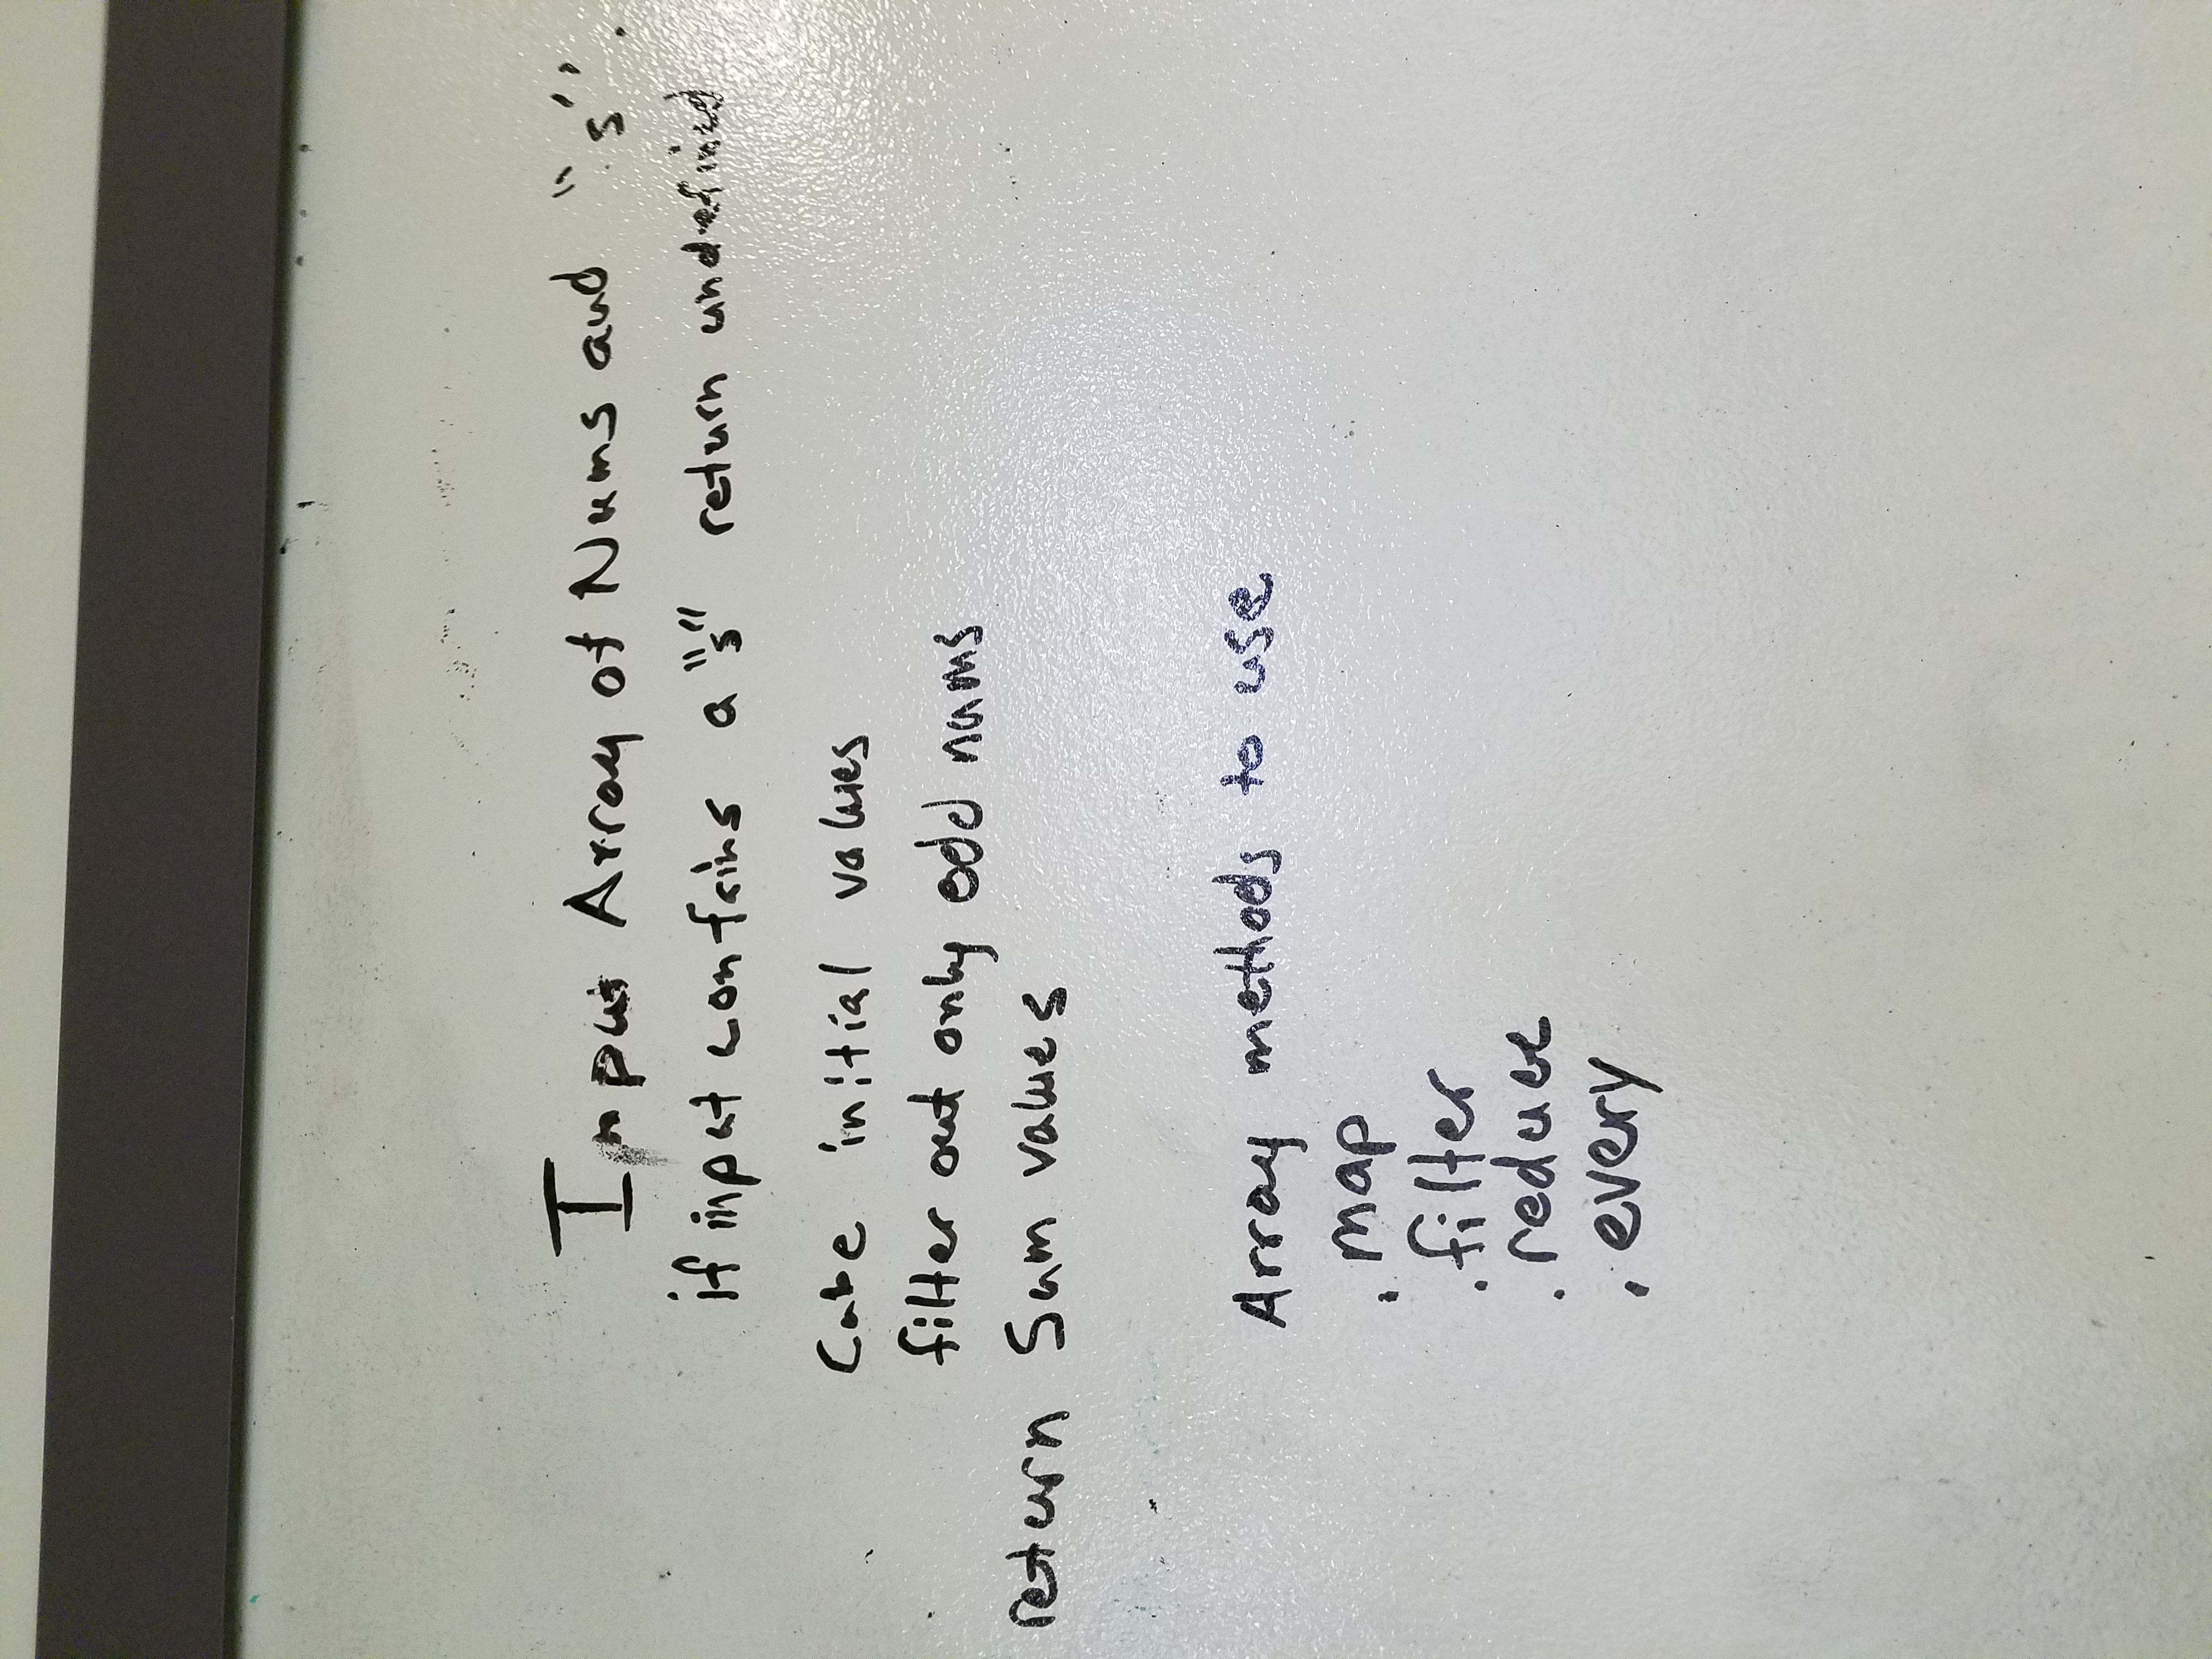 Input Array of Nums and "s".
if input contains a "s" return undefined
Cube initial values
filter out only odd nums
return Sum values
Array methods to use
.map
.filter
.reduce
.every